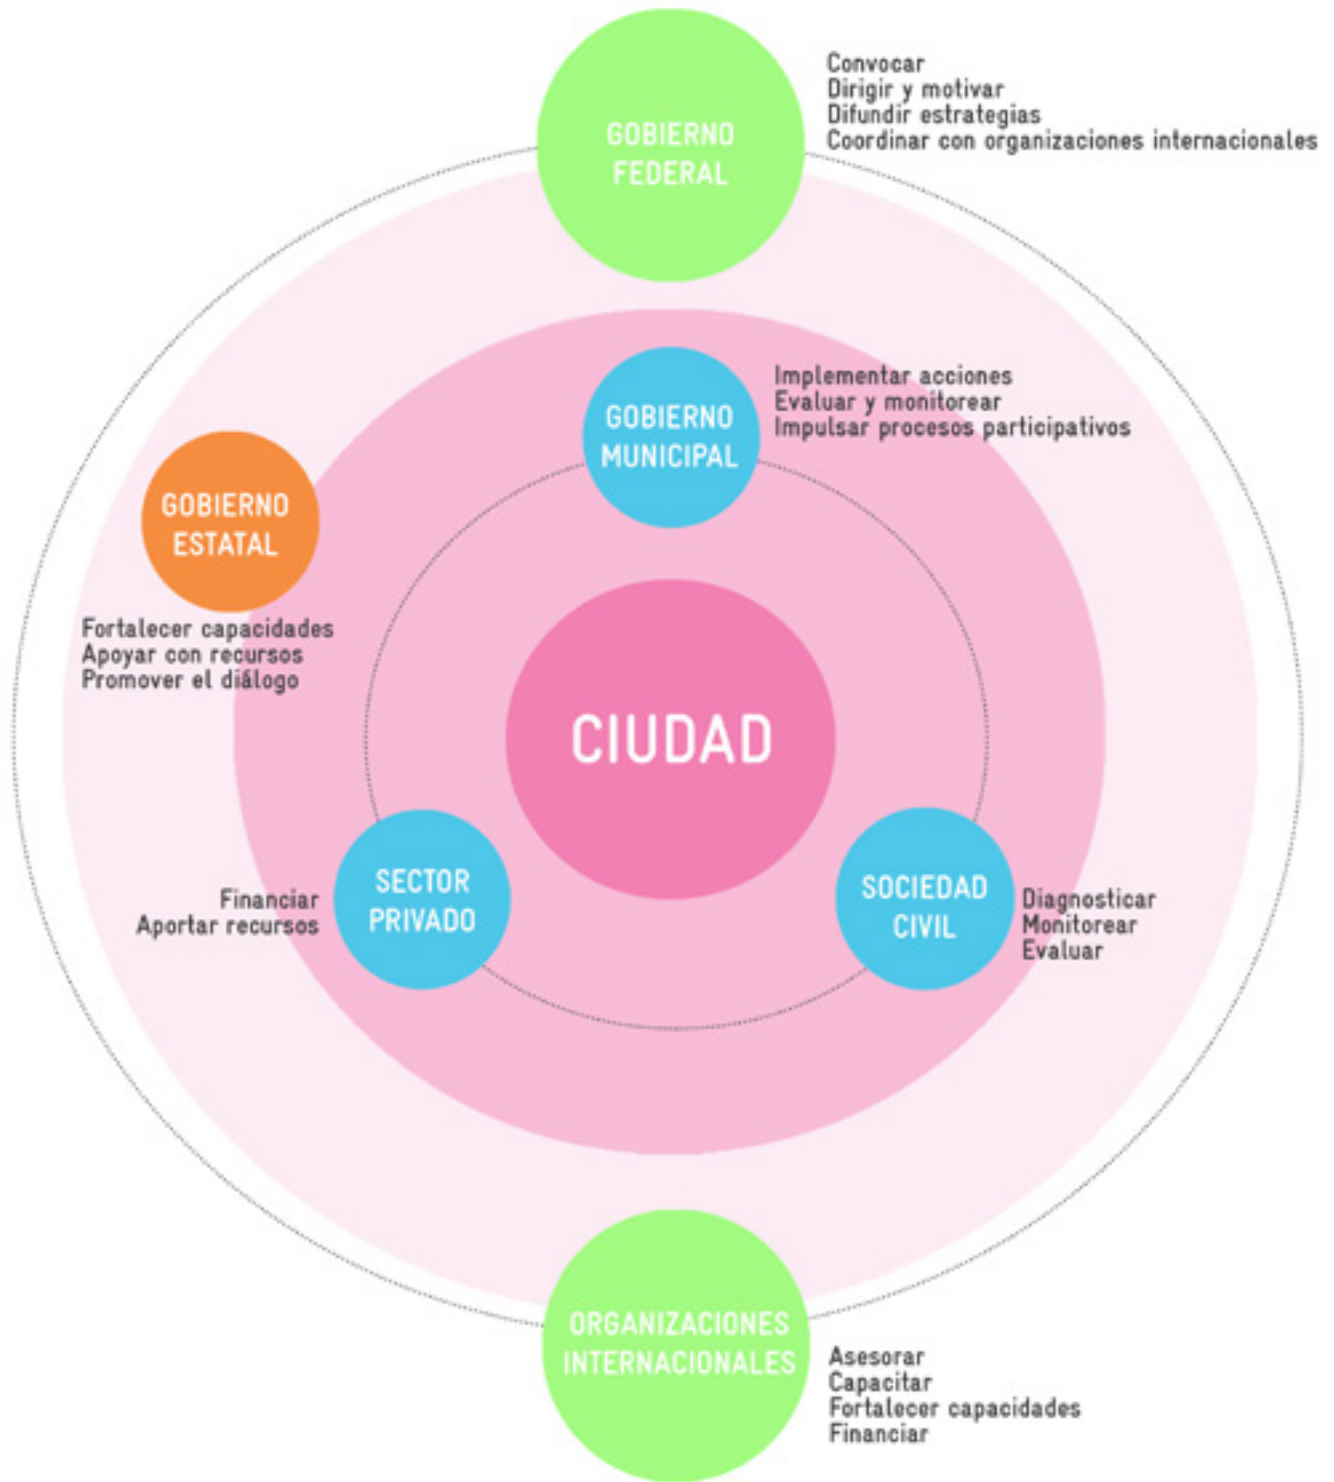 GOBIERNO
FEDERAL
Convocar
Dirigir y motivar
Difundir estrategias
Coordinar con organizaciones internacionales
GOBIERNO
MUNICIPAL
Implementar acciones
Evaluar y monitorear
Impulsar procesos participativos
GOBIERNO
ESTATAL
Fortalecer capacidades
Apoyar con recursos
Promover el diálogo
CIUDAD
SECTOR
PRIVADO
Financiar
Aportar recursos
SOCIEDAD
CIVIL
Diagnosticar
Monitorear
Evaluar
ORGANIZACIONES
INTERNACIONALES
Asesorar
Capacitar
Fortalecer capacidades
Financiar